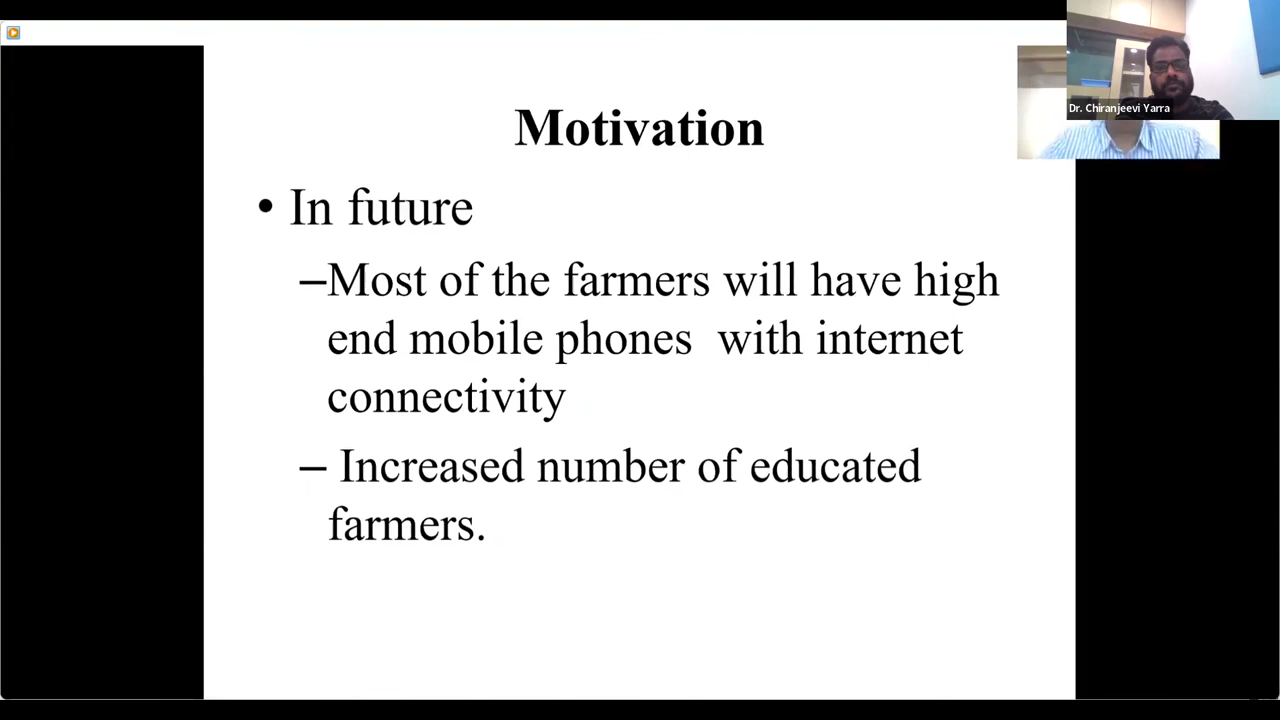 Motivation
• In future
–Most of the farmers will have high
end mobile phones with internet
connectivity
– Increased number of educated
farmers.
Dr. Chiranjeevi Yarra